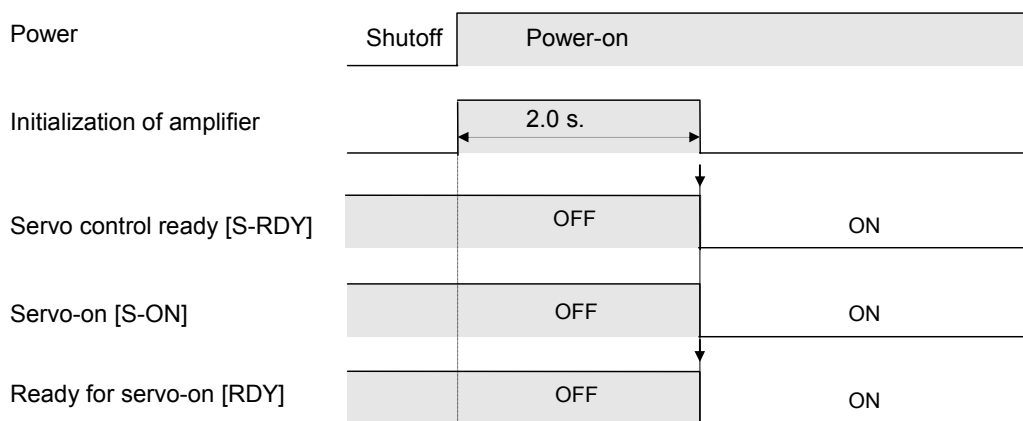 Power
Shutoff
Power-on
Initialization of amplifier
2.0 s.
Servo control ready [S-RDY]
OFF
ON
Servo-on [S-ON]
OFF
ON
Ready for servo-on [RDY]
OFF
ON